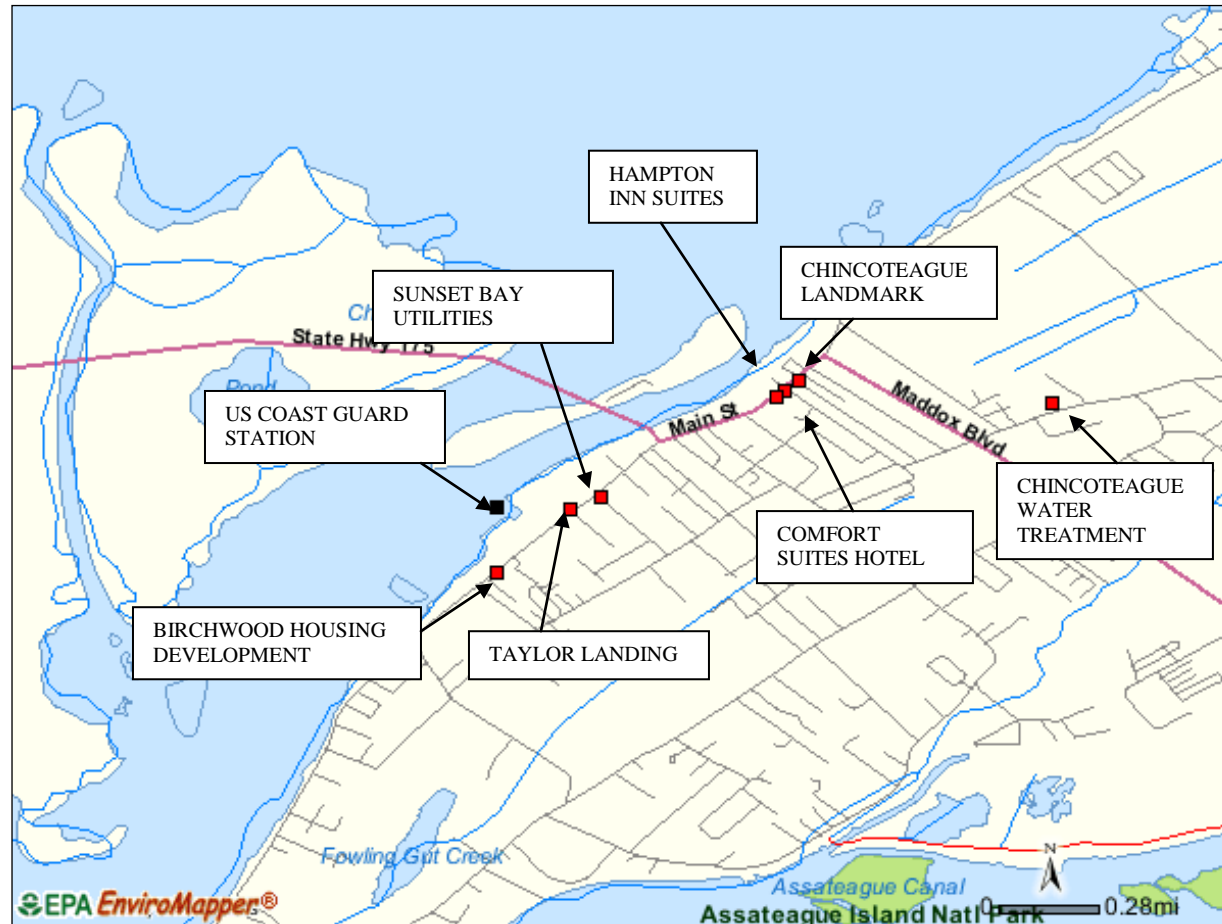 HAMPTON
INN SUITES
CHINCOTEAGUE
LANDMARK
SUNSET BAY
UTILITIES
Ch
State Hwy 175
Pond
US COAST GUARD
STATION
Main St
Maddox Blvd
CHINCOTEAGUE
WATER
TREATMENT
COMFORT
SUITES HOTEL
BIRCHWOOD HOUSING
DEVELOPMENT
TAYLOR LANDING
Fowling Gut Creek
N
Assateague Canal
EPA EnviroMapper®
0 0.28mi
Assateague Island Natl Park